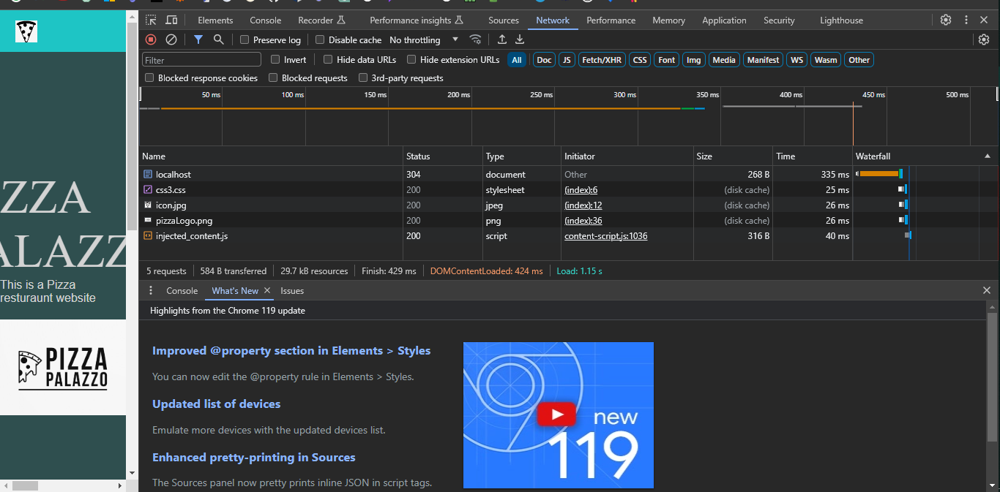 Elements Console Recorder Performance insights Sources Network Performance Memory Application Security Lighthouse
Preserve log Disable cache No throttling
Filter Invert Hide data URLs Hide extension URLs All Doc JS Fetch/XHR CSS Font Img Media Manifest WS Wasm Other
Blocked response cookies Blocked requests 3rd-party requests
50 ms 100 ms 150 ms 200 ms 250 ms 300 ms 350 ms 400 ms 450 ms 500 ms
Name Status Type Initiator Size Time Waterfall
localhost 304 document Other 268 B 335 ms
css3.css 200 stylesheet (index):6 (disk cache) 25 ms
icon.jpg 200 jpeg (index):12 (disk cache) 26 ms
pizzaLogo.png 200 png (index):36 (disk cache) 26 ms
injected_content.js 200 script content-script.js:1036 316 B 40 ms
5 requests 584 B transferred 29.7 kB resources Finish: 429 ms DOMContentLoaded: 424 ms Load: 1.15 s
Console What's New Issues
Highlights from the Chrome 119 update
Improved @property section in Elements > Styles
You can now edit the @property rule in Elements > Styles.
Updated list of devices
Emulate more devices with the updated devices list.
Enhanced pretty-printing in Sources
The Sources panel now pretty prints inline JSON in script tags.
new
119
ZZA
ALAZZ
This is a Pizza
resturaunt website
PIZZA
PALAZZO